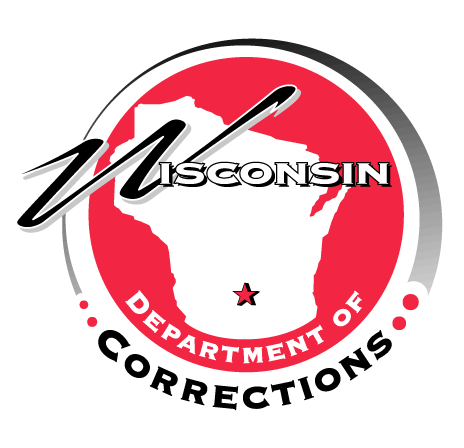 WISCONSIN
DEPARTMENT OF
CORRECTIONS